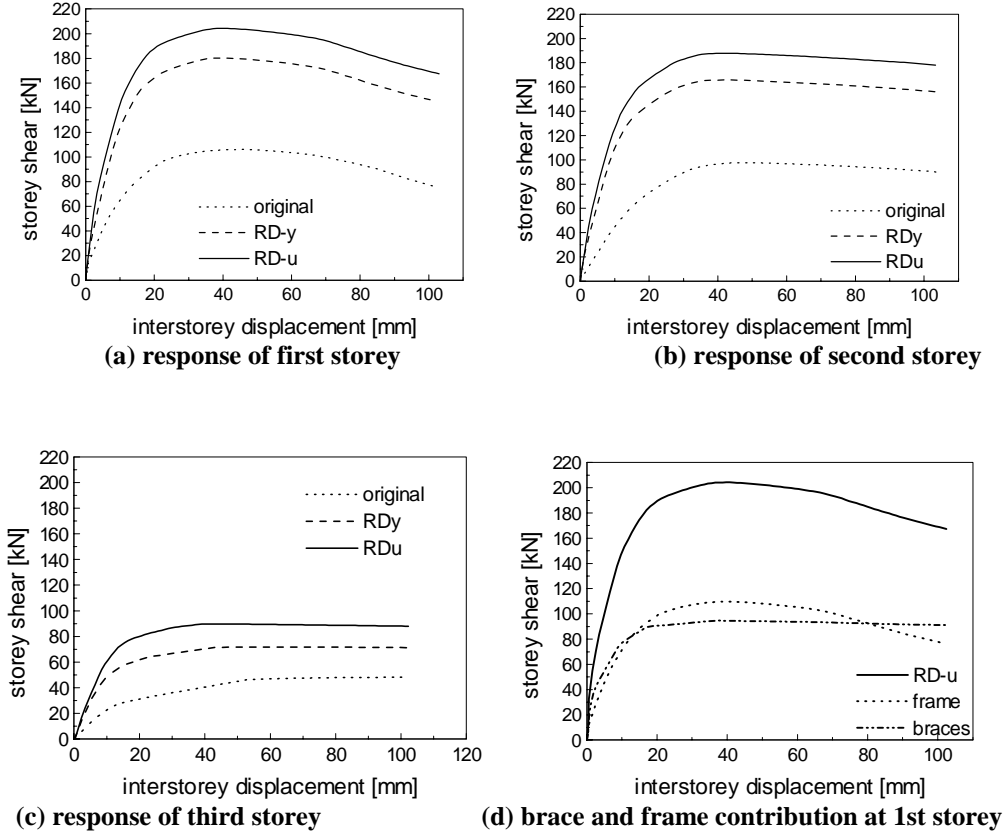 220
200
180
160
140
120
100
80
60
40
20
0
storey shear [kN]
original
RD-y
RD-u
0 20 40 60 80 100
interstorey displacement [mm]
(a) response of first storey
220
200
180
160
140
120
100
80
60
40
20
0
storey shear [kN]
original
RDy
RDu
0 20 40 60 80 100
interstorey displacement [mm]
(b) response of second storey
220
200
180
160
140
120
100
80
60
40
20
0
storey shear [kN]
original
RDy
RDu
0 20 40 60 80 100 120
interstorey displacement [mm]
(c) response of third storey
220
200
180
160
140
120
100
80
60
40
20
0
storey shear [kN]
RD-u
frame
braces
0 20 40 60 80 100
interstorey displacement [mm]
(d) brace and frame contribution at 1st storey